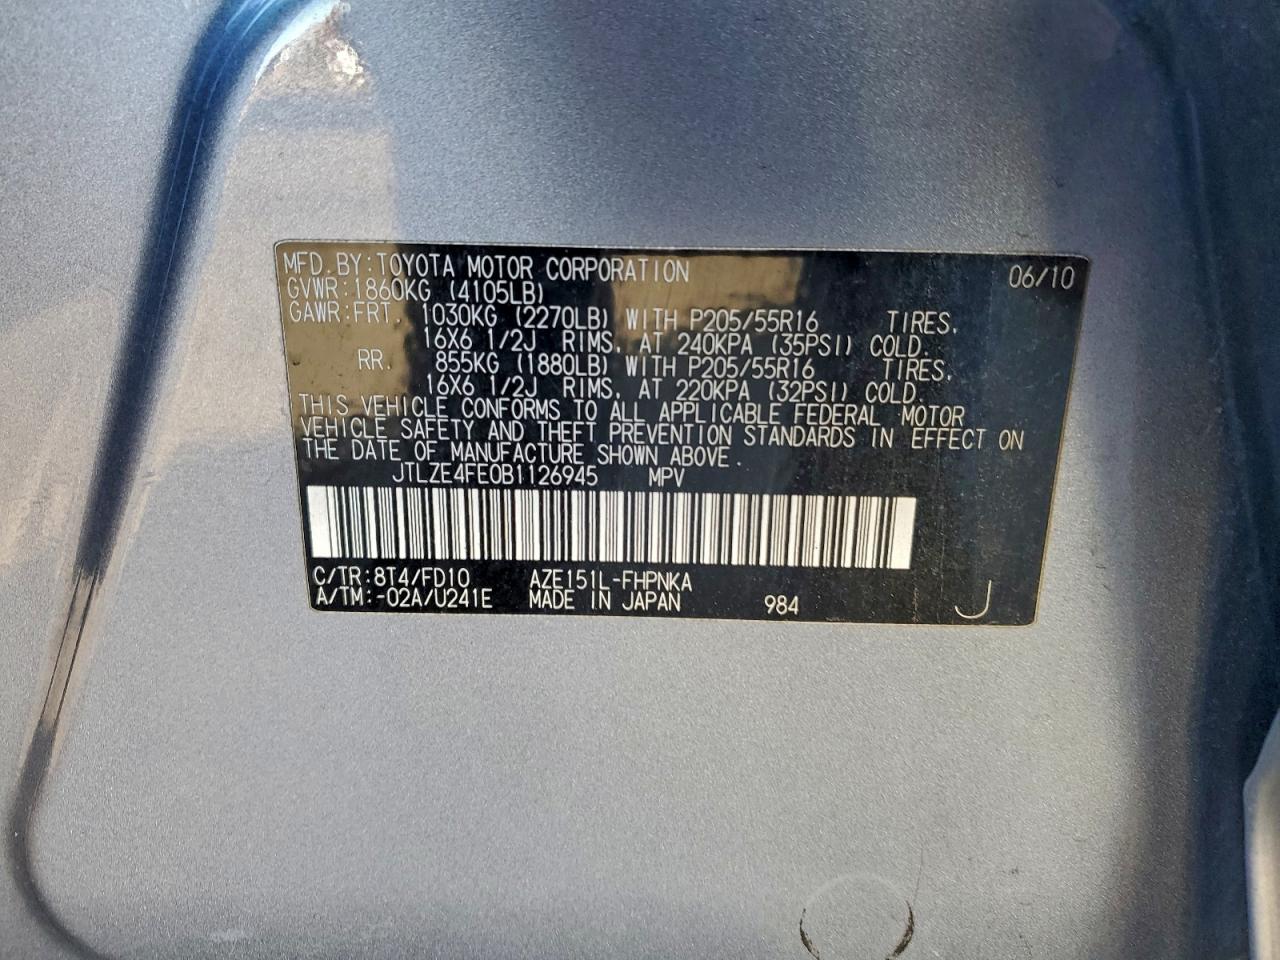 MFD. BY: TOYOTA MOTOR CORPORATION 06/10
GVWR: 1860KG (4105LB)
GAWR: FRT. 1030KG (2270LB) WITH P205/55R16 TIRES,
16X6 1/2J RIMS, AT 240KPA (35PSI) COLD.
RR. 855KG (1880LB) WITH P205/55R16 TIRES,
16X6 1/2J RIMS, AT 220KPA (32PSI) COLD.
THIS VEHICLE CONFORMS TO ALL APPLICABLE FEDERAL MOTOR
VEHICLE SAFETY AND THEFT PREVENTION STANDARDS IN EFFECT ON
THE DATE OF MANUFACTURE SHOWN ABOVE.
JTLZE4FE0B1126945 MPV
C/TR: 8T4/FD10 AZE151L-FHPNKA
A/TM: -02A/U241E MADE IN JAPAN 984 J